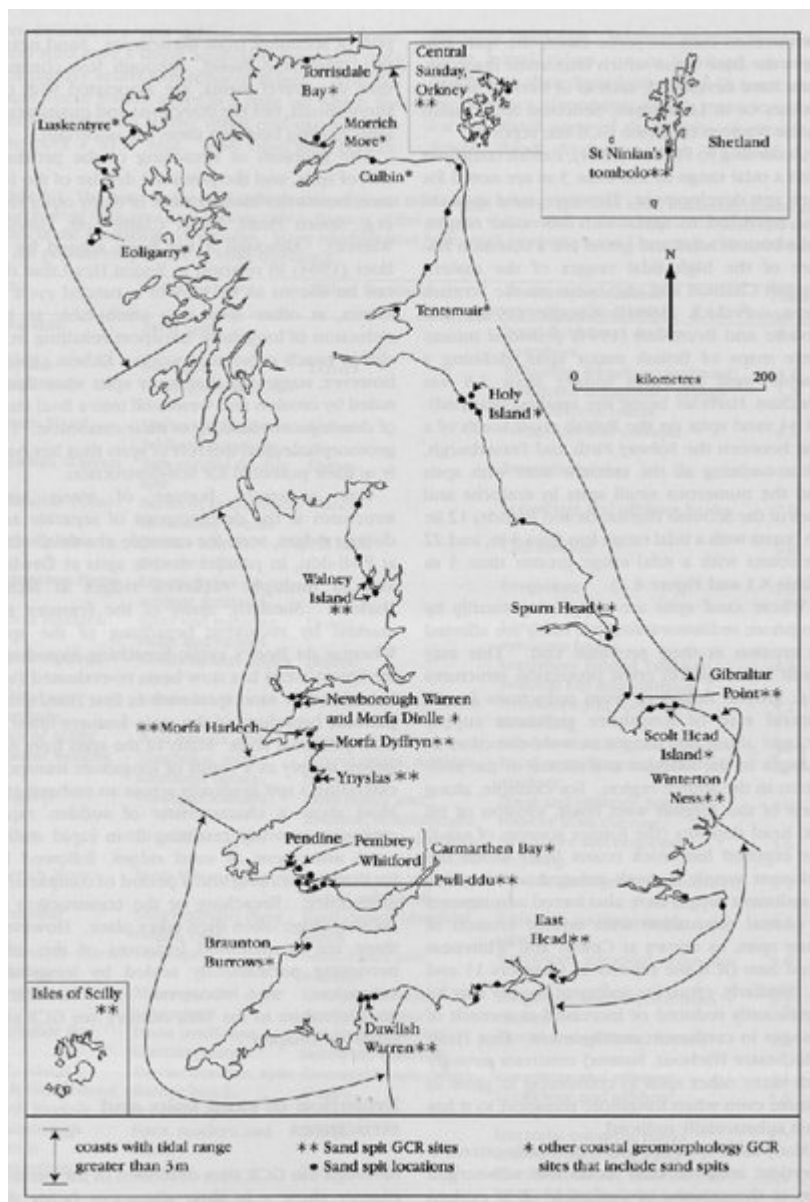 Torrisdale
Bay*
Central
Sanday,
Orkney
**
Luskentyre*
Morrich
More*
Culbin*
St Ninian's
tombolo**
Shetland
Eoligarry*
N
Tentsmuir*
0 kilometres 200
Holy
Island*
Walney
Island
**
Spurn Head**
Gibraltar
Point**
Newborough Warren
and Morfa Dinlle *
**Morfa Harlech
Morfa Dyffryn**
Scolt Head
Island*
Ynyslas**
Winterton
Ness**
Pendine
Pembrey
Whitford
Carmarthen Bay*
Pwll-ddu**
Braunton
Burrows*
East
Head**
Isles of Scilly
**
Dawlish
Warren**
coasts with tidal range
greater than 3m
** Sand spit GCR sites
• Sand spit locations
* other coastal geomorphology GCR
sites that include sand spits